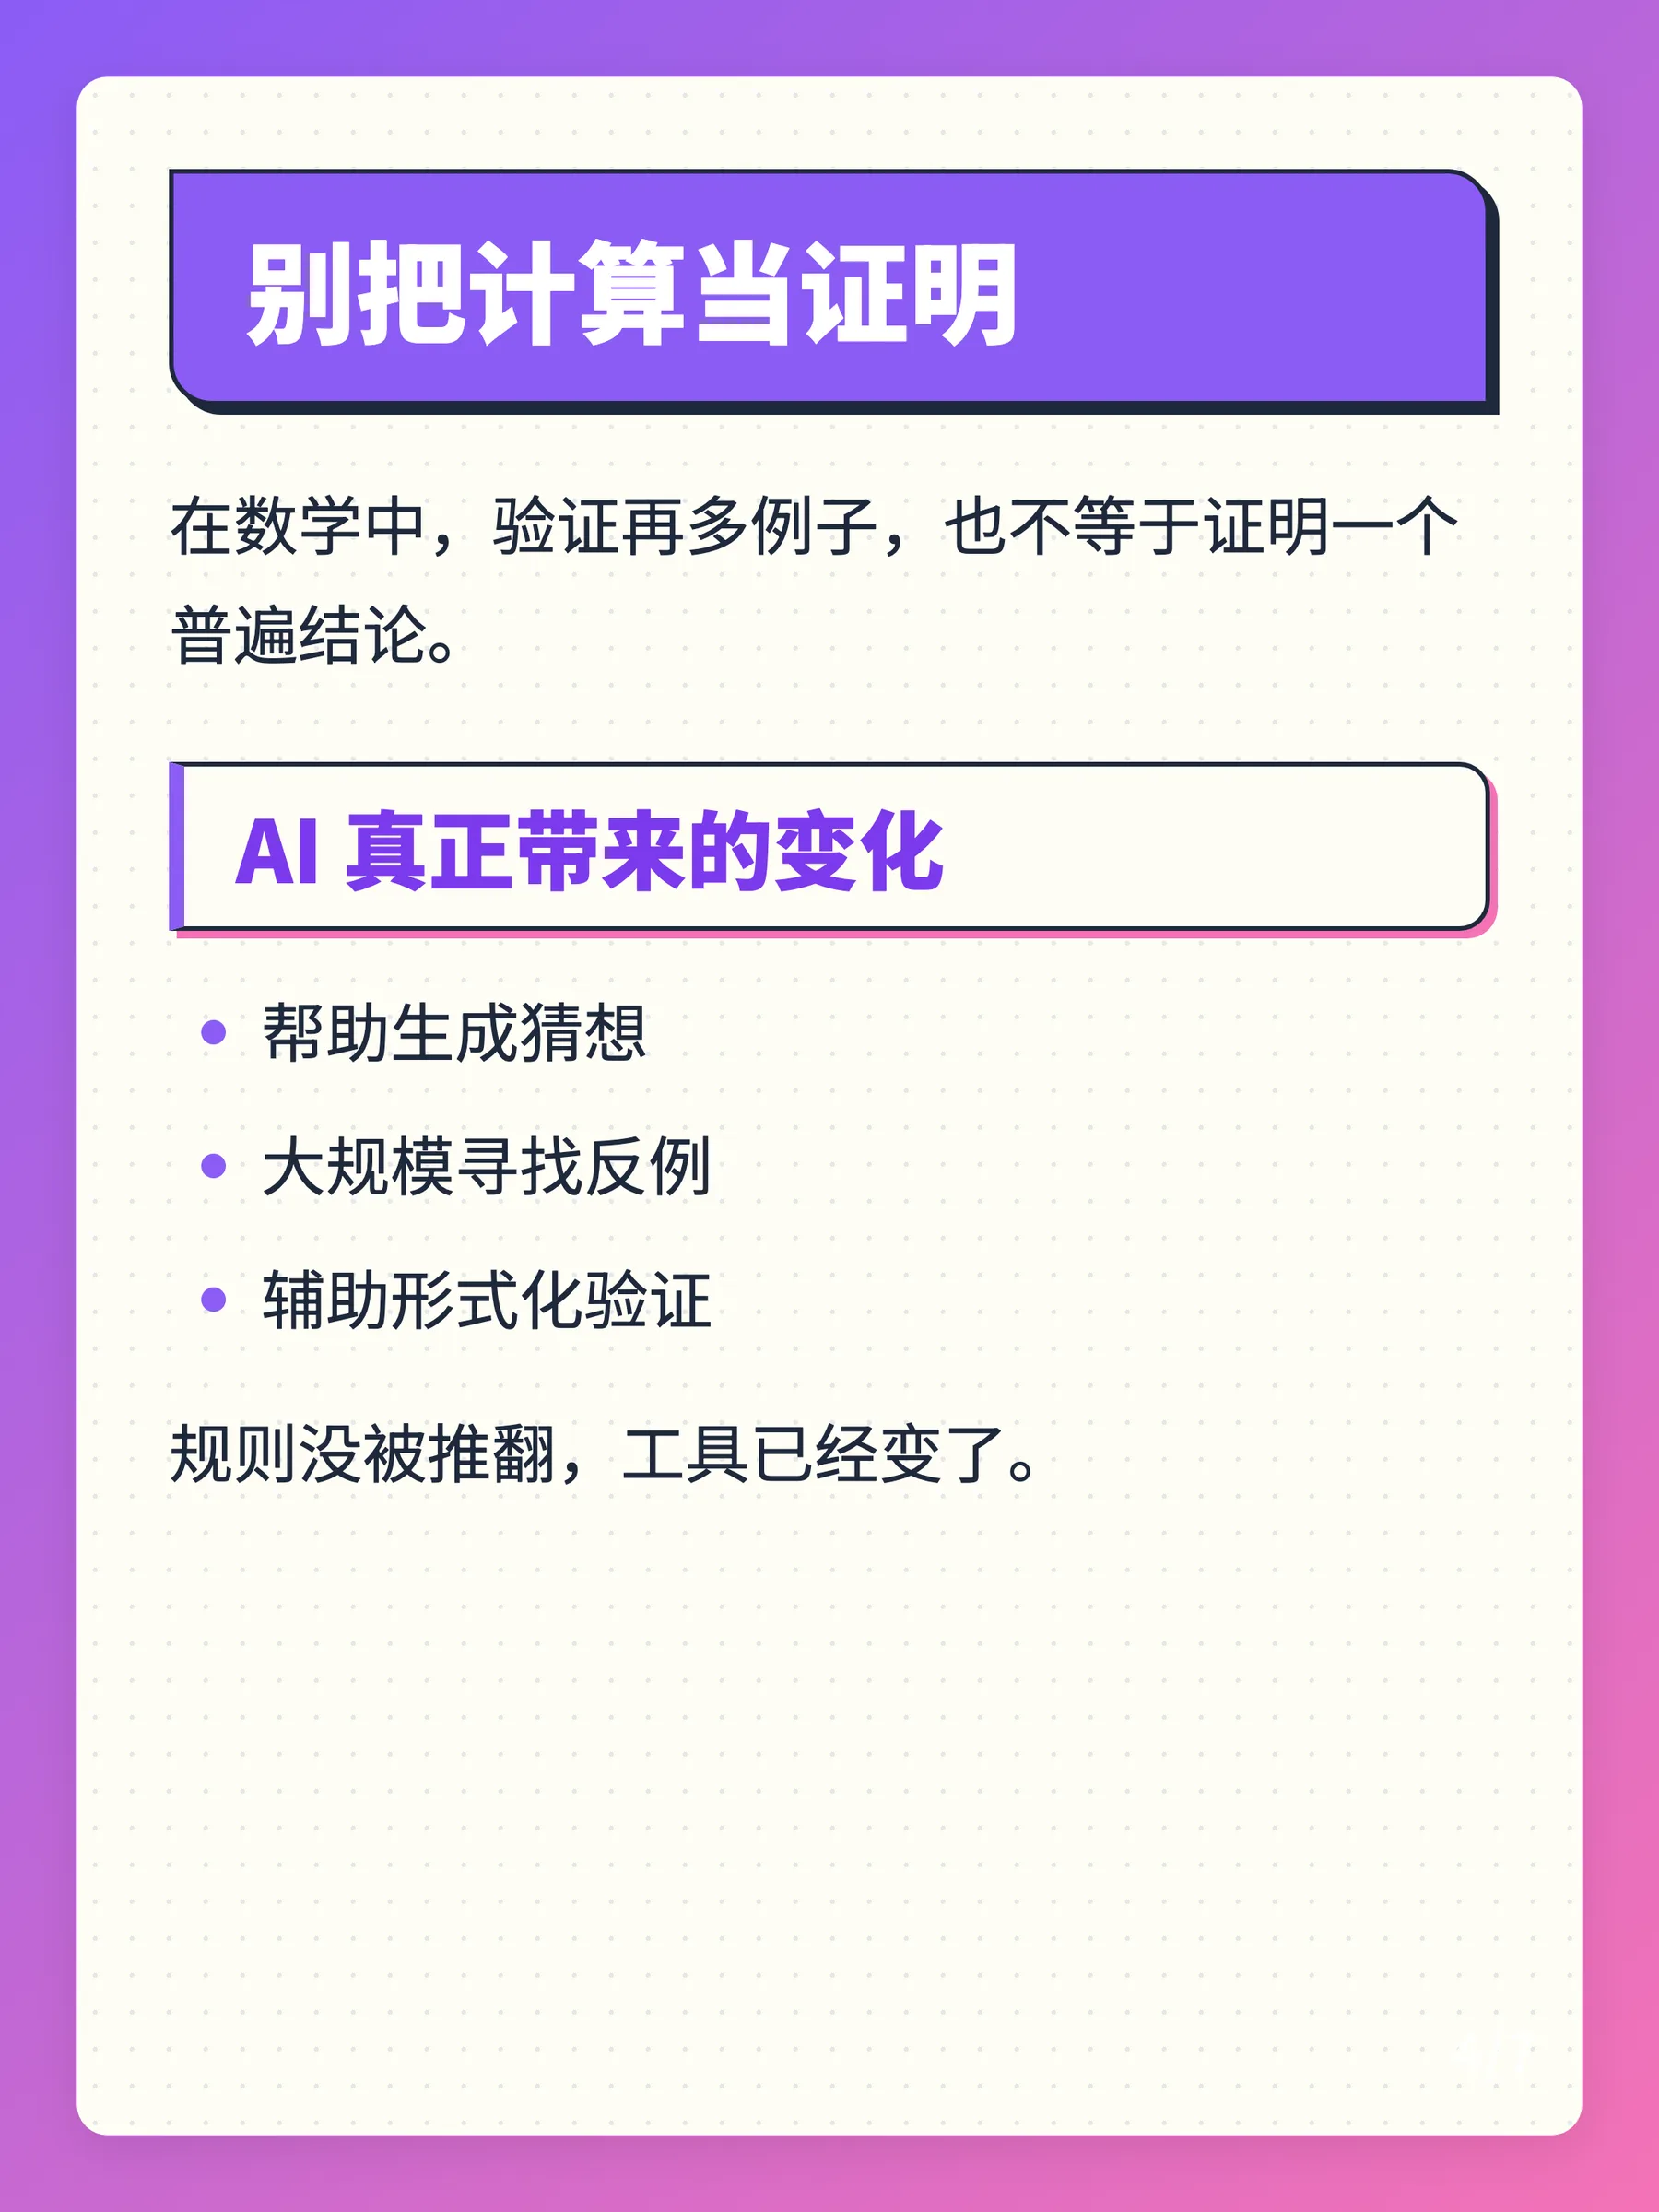 别把计算当证明
在数学中，验证再多例子，也不等于证明一个
普遍结论。
AI 真正带来的变化
帮助生成猜想
大规模寻找反例
辅助形式化验证
规则没被推翻，工具已经变了。